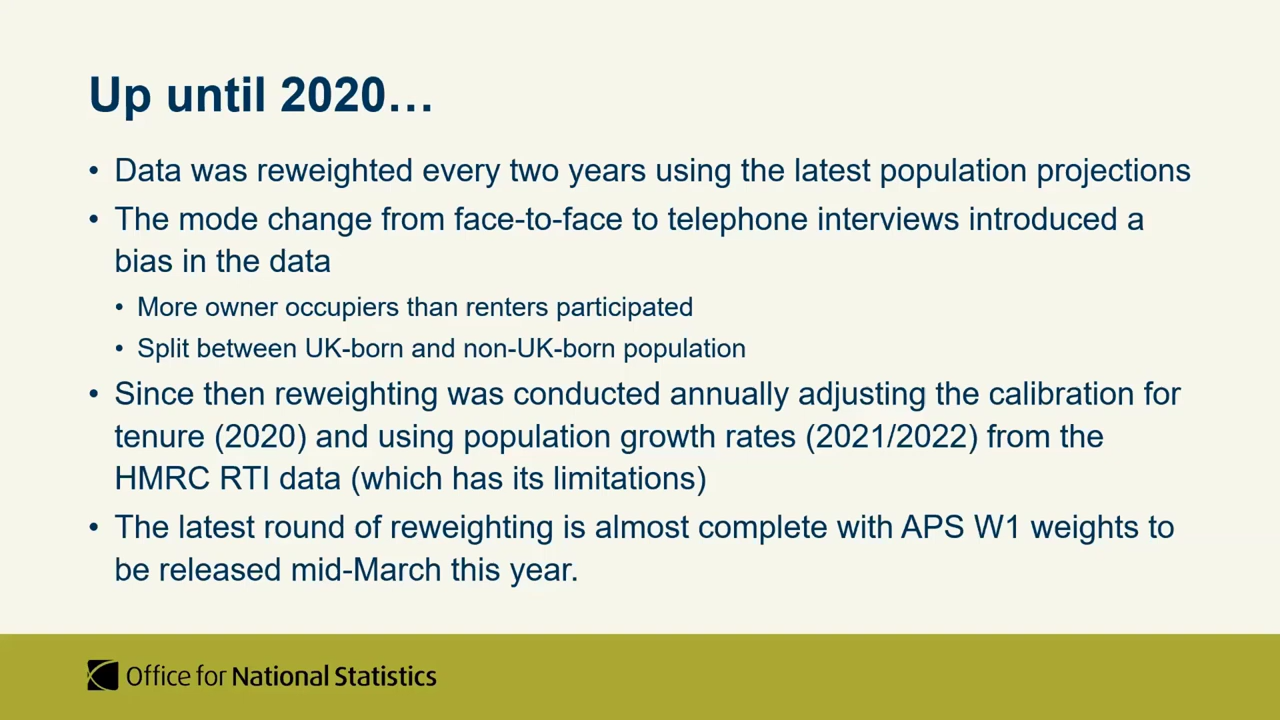 Up until 2020…
• Data was reweighted every two years using the latest population projections
• The mode change from face-to-face to telephone interviews introduced a
bias in the data
• More owner occupiers than renters participated
• Split between UK-born and non-UK-born population
• Since then reweighting was conducted annually adjusting the calibration for
tenure (2020) and using population growth rates (2021/2022) from the
HMRC RTI data (which has its limitations)
• The latest round of reweighting is almost complete with APS W1 weights to
be released mid-March this year.
Office for National Statistics